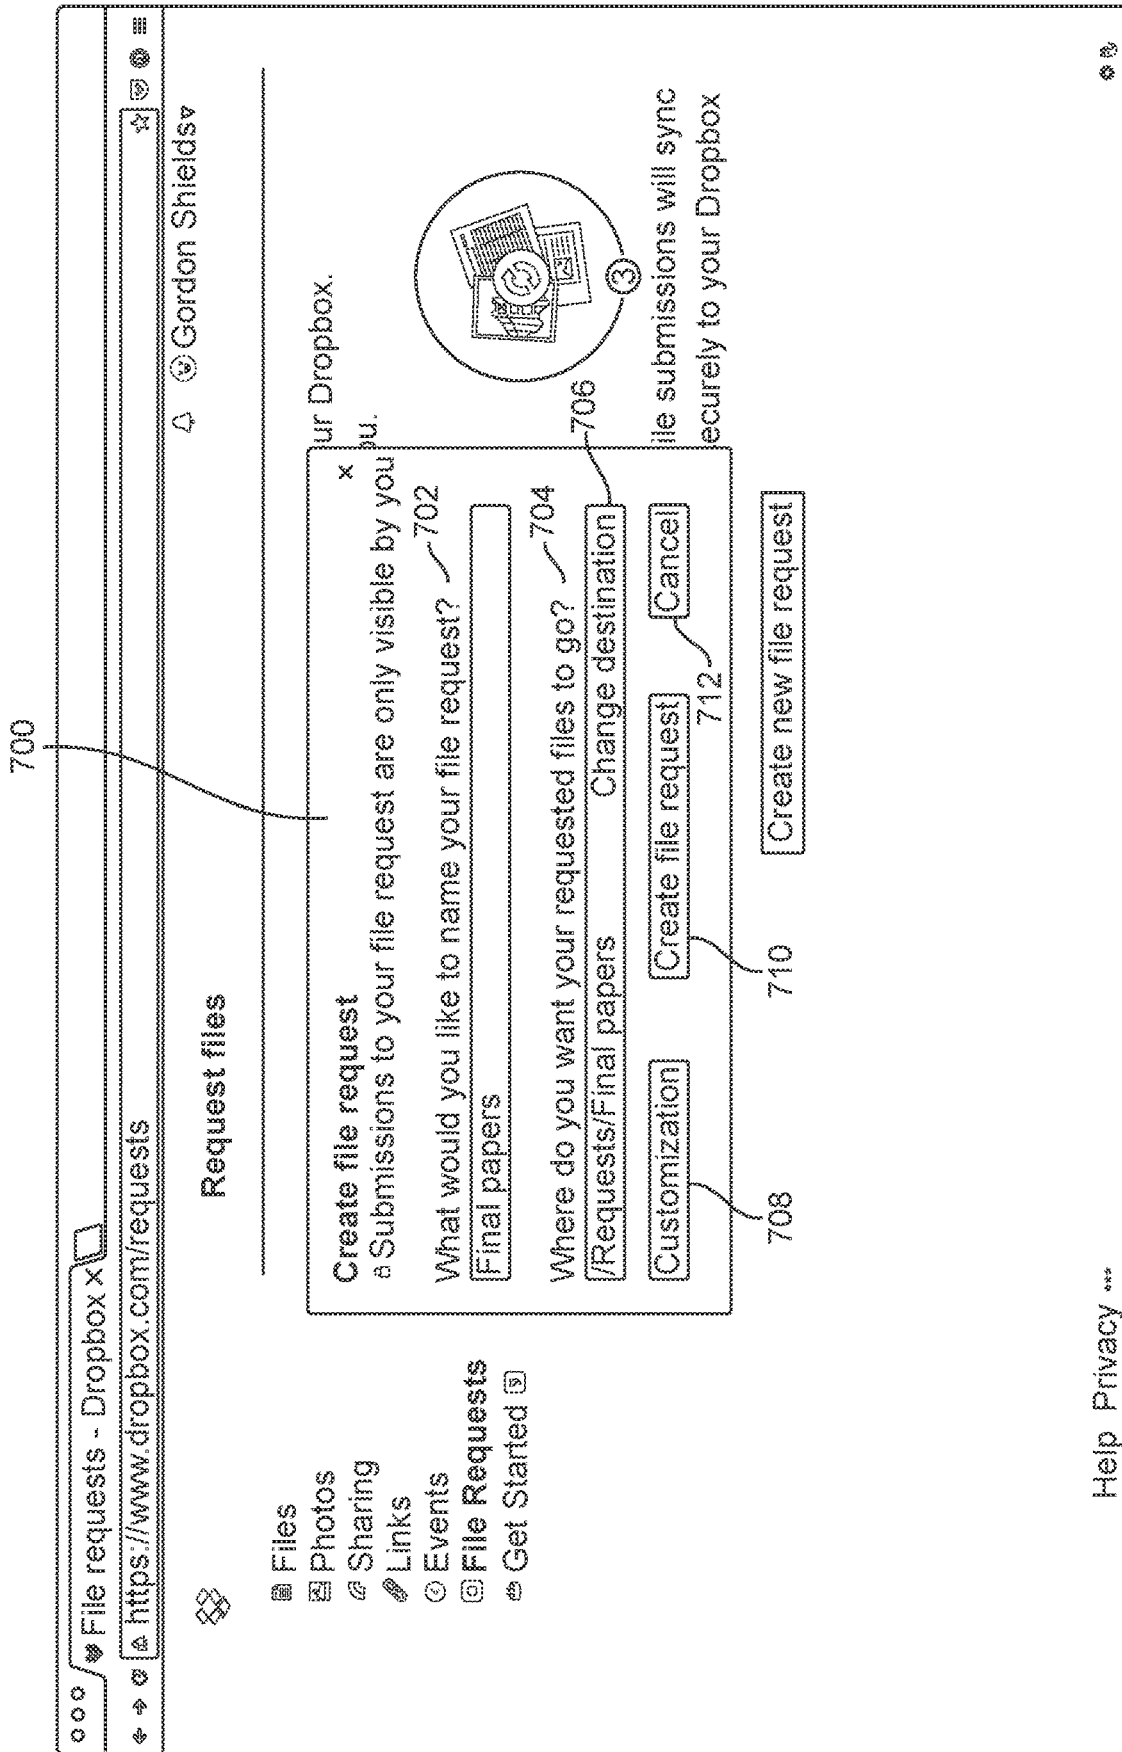 700
File requests - Dropbox X
https://www.dropbox.com/requests
Gordon Shields
Request files
Files
Photos
Sharing
Links
Events
File Requests
Get Started
ur Dropbox.
ou.
Create file request
x
Submissions to your file request are only visible by you
What would you like to name your file request?
702
Final papers
Where do you want your requested files to go?
704
/Requests/Final papers
Change destination
706
Customization
Create file request
Cancel
708
710
712
3
ile submissions will sync
ecurely to your Dropbox
Create new file request
Help Privacy ...